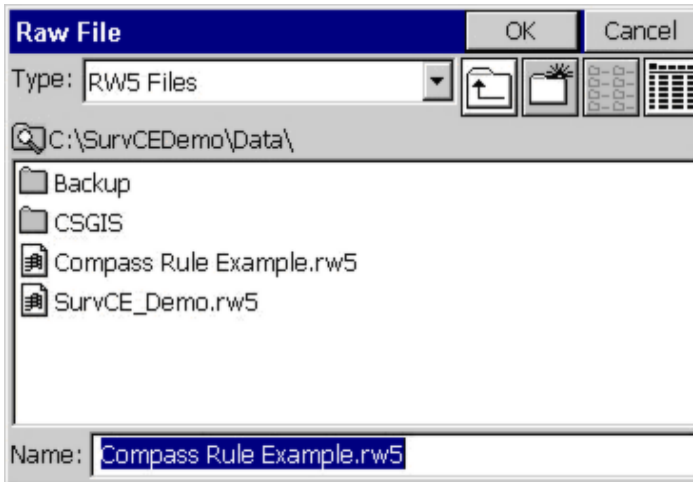 Raw File OK Cancel
Type: RW5 Files
C:\SurvCEDemo\Data\
Backup
CSGIS
Compass Rule Example.rw5
SurvCE_Demo.rw5
Name: Compass Rule Example.rw5